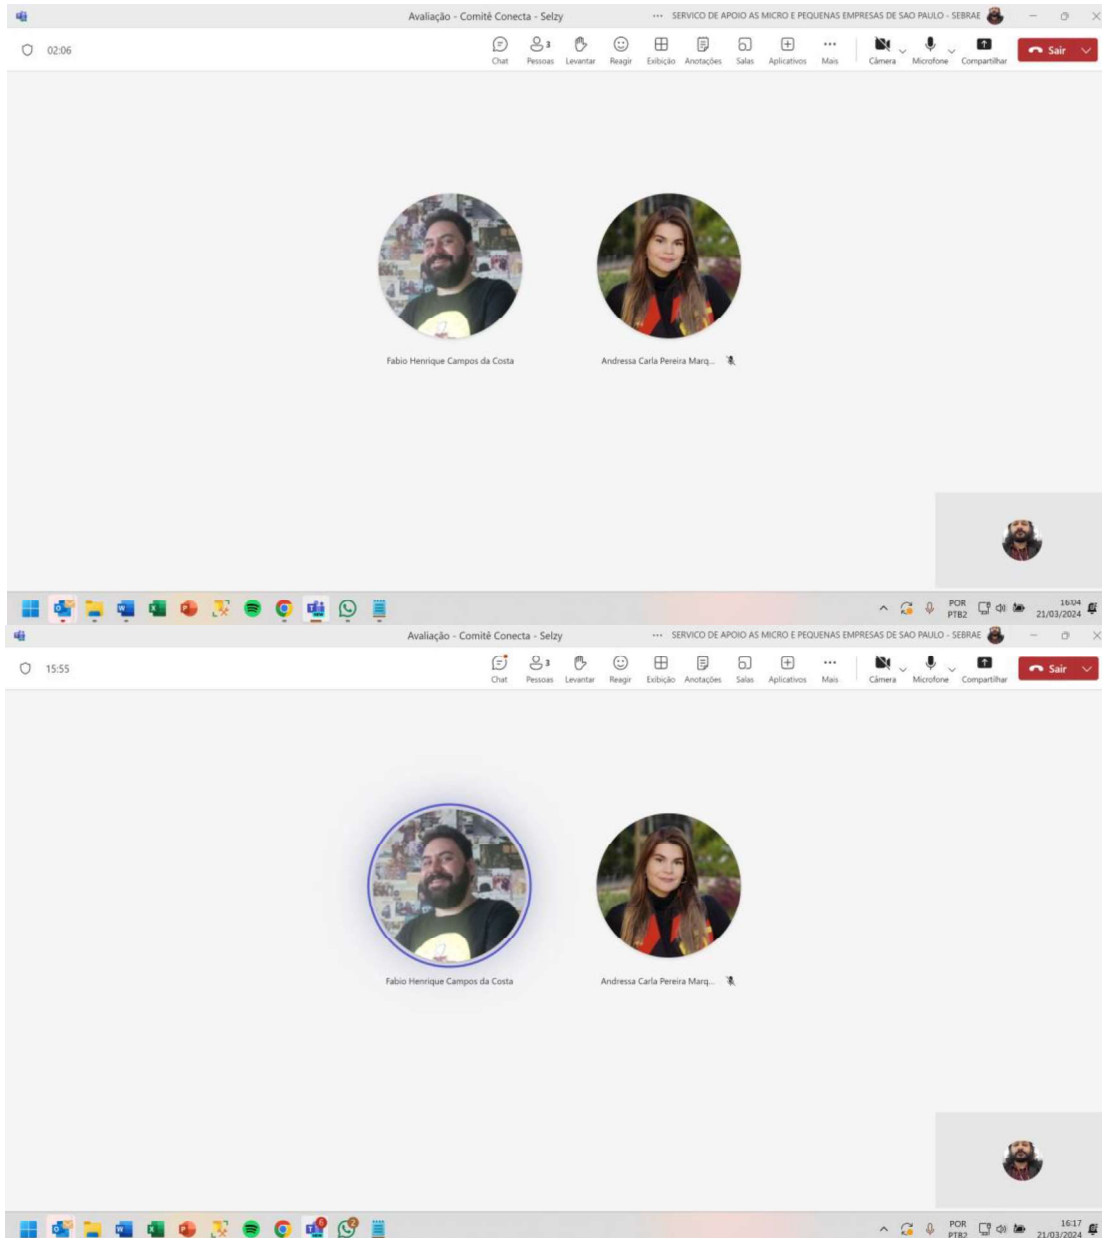 Avaliação - Comitê Conecta - Selzy ··· SERVICO DE APOIO AS MICRO E PEQUENAS EMPRESAS DE SAO PAULO - SEBRAE
02:06 3
Chat Pessoas Levantar Reagir Exibição Anotações Salas Aplicativos Mais Câmera Microfone Compartilhar Sair
Fabio Henrique Campos da Costa Andressa Carla Pereira Marq...
POR 16:04
PTB2 21/03/2024
Avaliação - Comitê Conecta - Selzy ··· SERVICO DE APOIO AS MICRO E PEQUENAS EMPRESAS DE SAO PAULO - SEBRAE
15:55 3
Chat Pessoas Levantar Reagir Exibição Anotações Salas Aplicativos Mais Câmera Microfone Compartilhar Sair
Fabio Henrique Campos da Costa Andressa Carla Pereira Marq...
6 2 POR 16:17
PTB2 21/03/2024